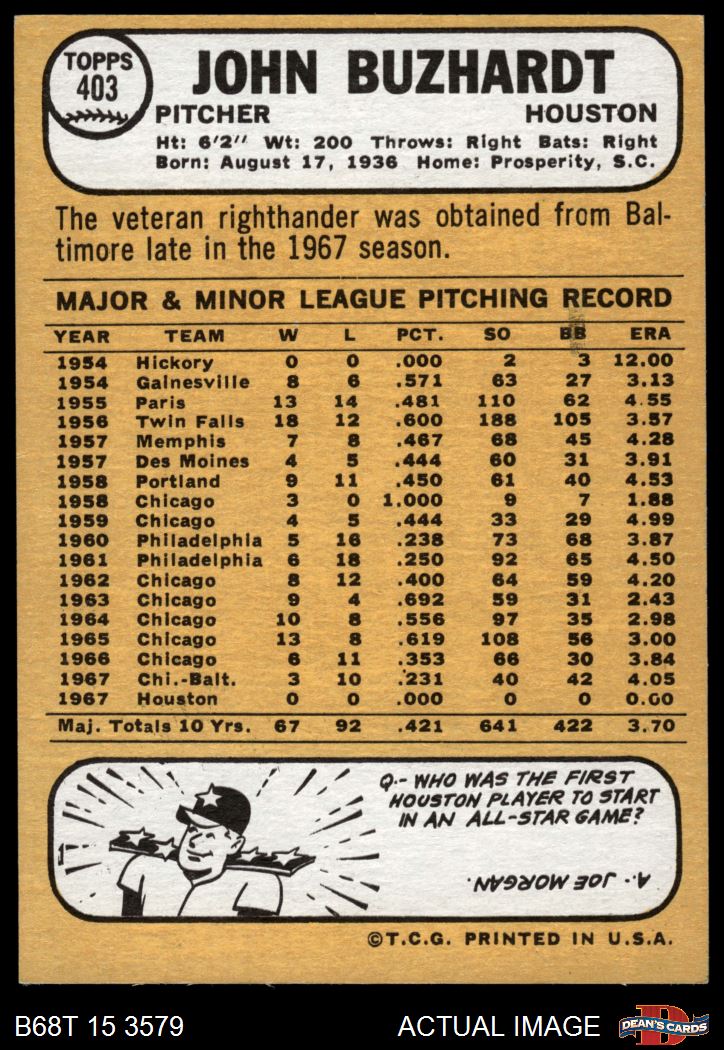 TOPPS
403
JOHN BUZHARDT
PITCHER HOUSTON
Ht: 6'2" Wt: 200 Throws: Right Bats: Right
Born: August 17, 1936 Home: Prosperity, S.C.
The veteran righthander was obtained from Bal-
timore late in the 1967 season.
MAJOR & MINOR LEAGUE PITCHING RECORD
YEAR TEAM W L PCT. SO BB ERA
1954 Hickory 0 0 .000 2 3 12.00
1954 Gainesville 8 6 .571 63 27 3.13
1955 Paris 13 14 .481 110 62 4.55
1956 Twin Falls 18 12 .600 188 105 3.57
1957 Memphis 7 8 .467 68 45 4.28
1957 Des Moines 4 5 .444 60 31 3.91
1958 Portland 9 11 .450 61 40 4.53
1958 Chicago 3 0 1.000 9 7 1.88
1959 Chicago 4 5 .444 33 29 4.99
1960 Philadelphia 5 16 .238 73 68 3.87
1961 Philadelphia 6 18 .250 92 65 4.50
1962 Chicago 8 12 .400 64 59 4.20
1963 Chicago 9 4 .692 59 31 2.43
1964 Chicago 10 8 .556 97 35 2.98
1965 Chicago 13 8 .619 108 56 3.00
1966 Chicago 6 11 .353 66 30 3.84
1967 Chi.-Balt. 3 10 .231 40 42 4.05
1967 Houston 0 0 .000 0 0 0.00
Maj. Totals 10 Yrs. 67 92 .421 641 422 3.70
Q.- WHO WAS THE FIRST
HOUSTON PLAYER TO START
IN AN ALL-STAR GAME?
A.- JOE MORGAN.
©T.C.G. PRINTED IN U.S.A.
B68T 15 3579 ACTUAL IMAGE
D
DEAN'S CARDS